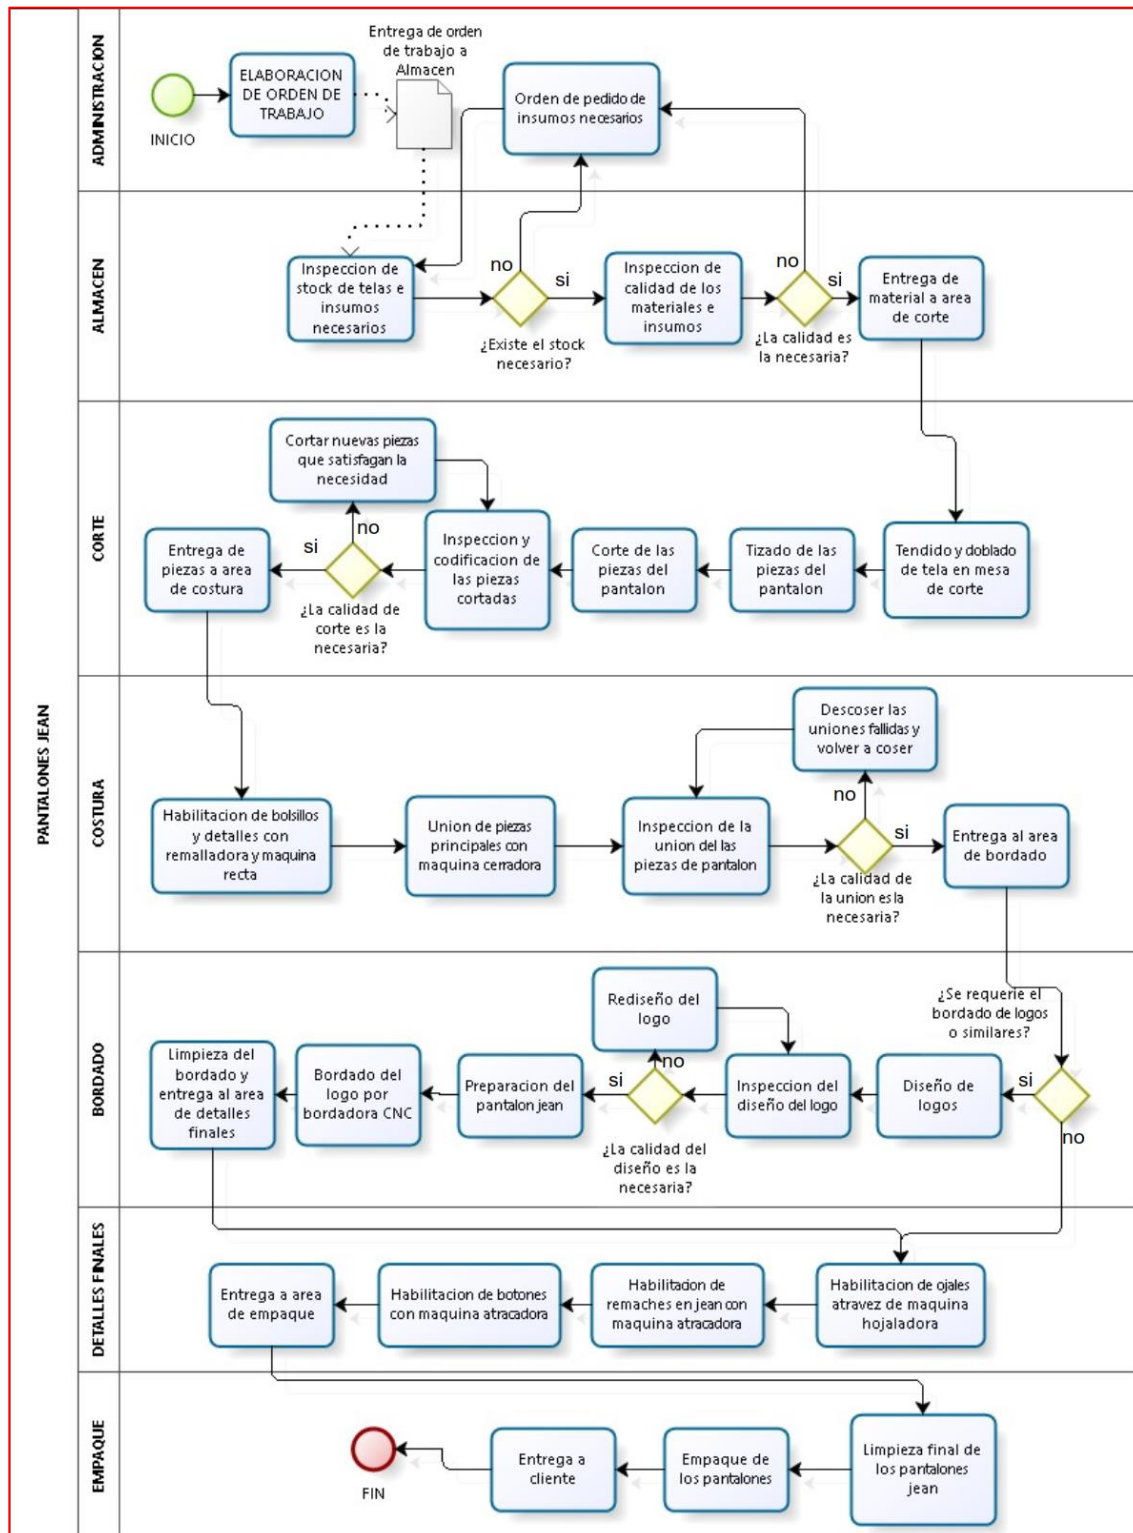 PANTALONES JEAN
ADMINISTRACION
INICIO
ELABORACION
DE ORDEN DE
TRABAJO
Entrega de orden
de trabajo a
Almacen
Orden de pedido de
insumos necesarios
ALMACEN
Inspeccion de
stock de telas e
insumos
necesarios
no
si
¿Existe el stock
necesario?
Inspeccion de
calidad de los
materiales e
insumos
no
si
¿La calidad es
la necesaria?
Entrega de
material a area
de corte
CORTE
Tendido y doblado
de tela en mesa
de corte
Tizado de las
piezas del
pantalon
Corte de las
piezas del
pantalon
Inspeccion y
codificacion de
las piezas
cortadas
Cortar nuevas piezas
que satisfagan la
necesidad
no
si
¿La calidad de
corte es la
necesaria?
Entrega de
piezas a area
de costura
COSTURA
Habilitacion de bolsillos
y detalles con
remalladora y maquina
recta
Union de piezas
principales con
maquina cerradora
Inspeccion de la
union del las
piezas de pantalon
Descoser las
uniones fallidas y
volver a coser
no
si
¿La calidad de
la union es la
necesaria?
Entrega al area
de bordado
BORDADO
¿Se requerie el
bordado de logos
o similares?
si
no
Diseño de
logos
Inspeccion del
diseño del logo
Rediseño del
logo
no
si
¿La calidad del
diseño es la
necesaria?
Preparacion del
pantalon jean
Bordado del
logo por
bordadora CNC
Limpieza del
bordado y
entrega al area
de detalles
finales
DETALLES FINALES
Habilitacion de ojales
atravez de maquina
hojaladora
Habilitacion de
remaches en jean con
maquina atracadora
Habilitacion de botones
con maquina atracadora
Entrega a area
de empaque
EMPAQUE
Limpieza final de
los pantalones
jean
Empaque de
los pantalones
Entrega a
cliente
FIN